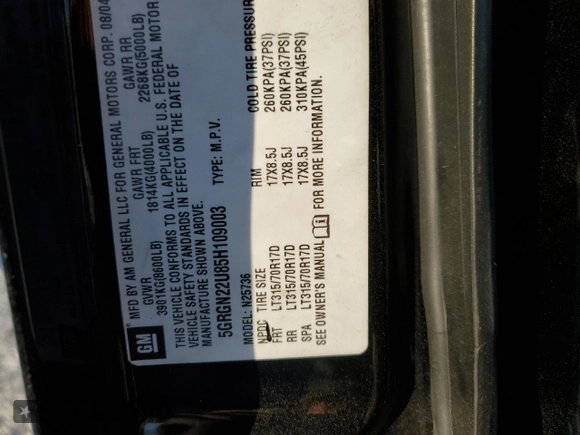 GM
* MFD BY AM GENERAL LLC FOR GENERAL MOTORS CORP. 08/04
GVWR GAWR FRT GAWR RR
3901KG(8600LB) 1814KG(4000LB) 2268KG(5000LB)
THIS VEHICLE CONFORMS TO ALL APPLICABLE U.S. FEDERAL MOTOR
VEHICLE SAFETY STANDARDS IN EFFECT ON THE DATE OF
MANUFACTURE SHOWN ABOVE.
5GRGN22U85H109003 TYPE: M.P.V.
MODEL: N25736
NPDC TIRE SIZE RIM COLD TIRE PRESSUR
FRT LT315/70R17D 17X8.5J 260KPA(37PSI)
RR LT315/70R17D 17X8.5J 260KPA(37PSI)
SPA LT315/70R17D 17X8.5J 310KPA(45PSI)
SEE OWNER'S MANUAL FOR MORE INFORMATION.